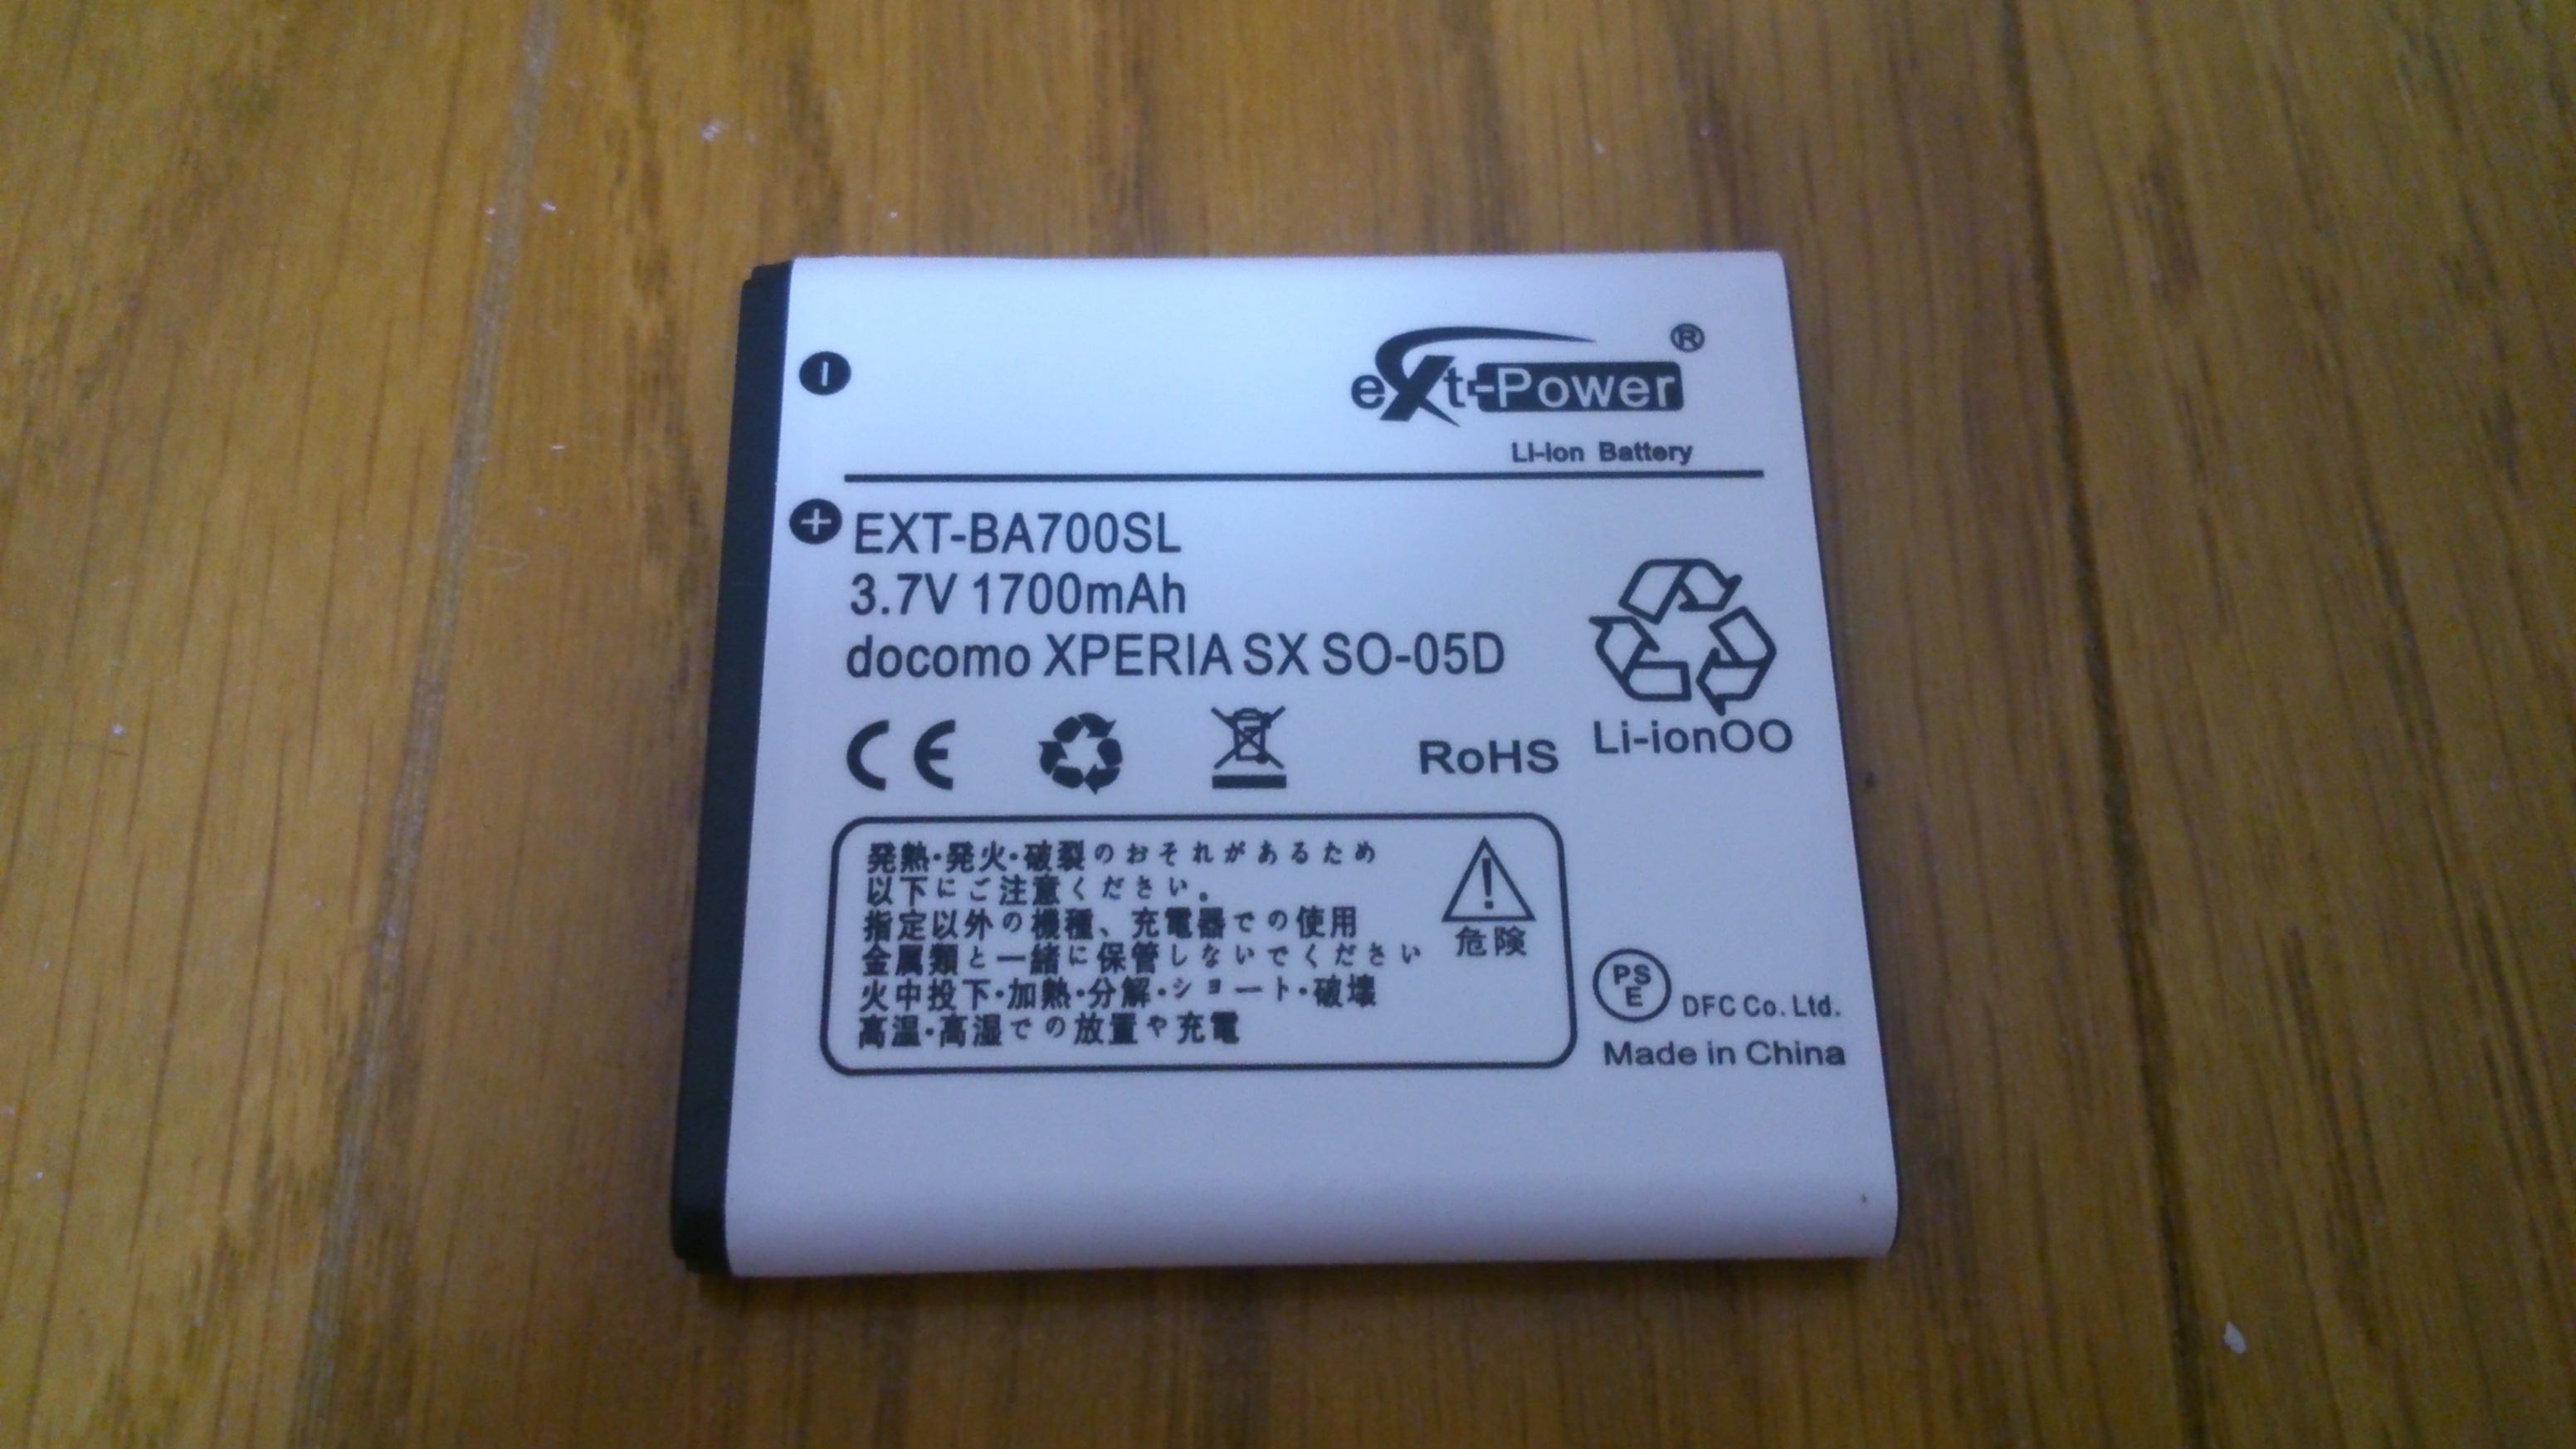 eXt-Power®
Li-ion Battery
EXT-BA700SL
3.7V 1700mAh
docomo XPERIA SX SO-05D
CE
RoHS
Li-ionOO
発熱・発火・破裂のおそれがあるため
以下にご注意ください。
指定以外の機種、充電器での使用
金属類と一緒に保管しないでください
火中投下・加熱・分解・ショート・破壊
高温・高湿での放置や充電
危険
PSE
DFC Co. Ltd.
Made in China